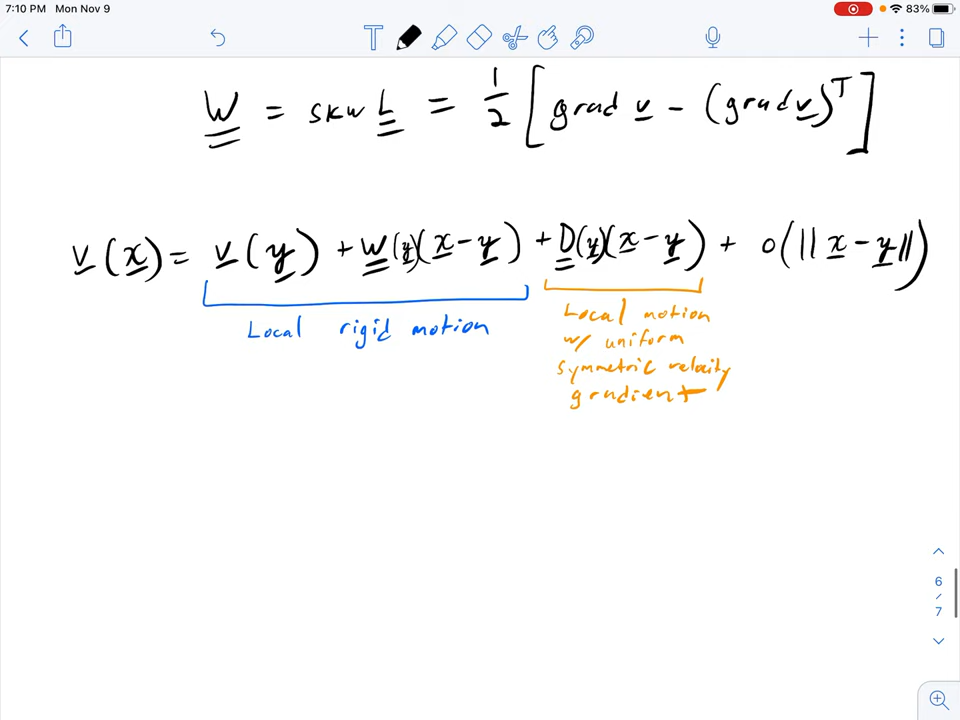 7:10 PM Mon Nov 9
83%
T
W = skw L = 1/2 [grad v - (grad v)^T]
v(x) = v(y) + W(y)(x-y) + D(y)(x-y) + o(||x-y||)
Local rigid motion
Local motion
w/ uniform
symmetric velocity
gradient
6
/
7